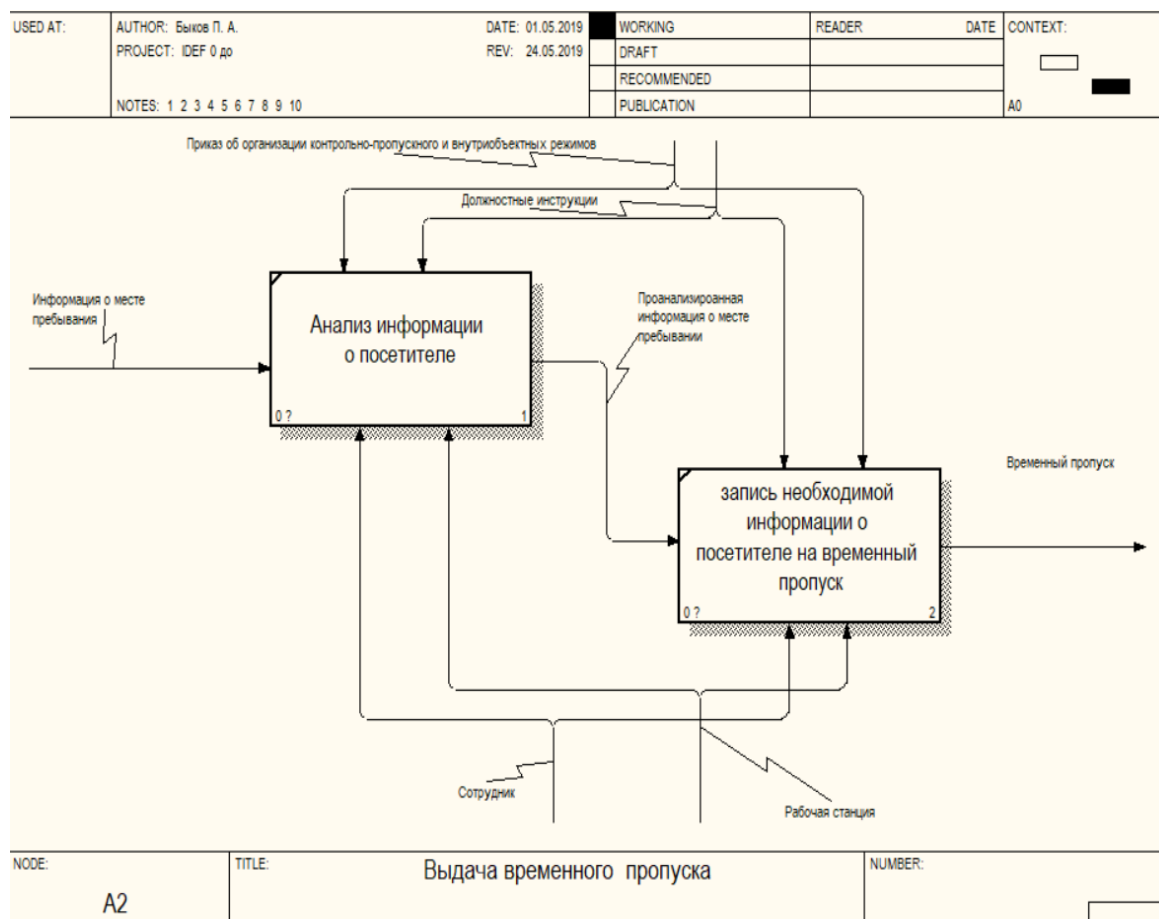 USED AT:
AUTHOR: Быков П. А.
DATE: 01.05.2019
PROJECT: IDEF 0 до
REV: 24.05.2019
NOTES: 1 2 3 4 5 6 7 8 9 10
WORKING
DRAFT
RECOMMENDED
PUBLICATION
READER
DATE
CONTEXT:
A0
Приказ об организации контрольно-пропускного и внутриобъектных режимов
Должностные инструкции
Информация о месте
пребывания
Анализ информации
о посетителе
0 ?
1
Проанализироанная
информация о месте
пребывании
запись необходимой
информации о
посетителе на временный
пропуск
0 ?
2
Временный пропуск
Сотрудник
Рабочая станция
NODE:
A2
TITLE:
Выдача временного пропуска
NUMBER: